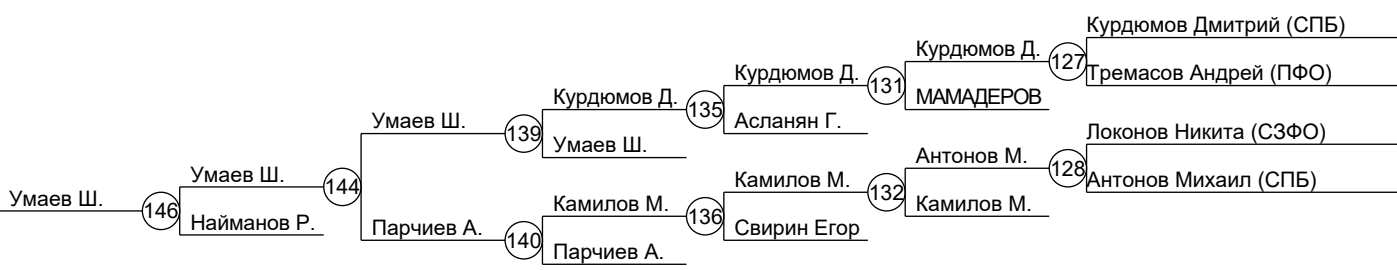 Курдюмов Дмитрий (СПБ)
Курдюмов Д.
127
Курдюмов Д.
131
Тремасов Андрей (ПФО)
Курдюмов Д.
135
МАМАДЕРОВ
Умаев Ш.
139
Асланян Г.
Умаев Ш.
Локонов Никита (СЗФО)
Антонов М.
128
Умаев Ш.
144
Камилов М.
132
Антонов Михаил (СПБ)
Умаев Ш.
146
Камилов М.
136
Камилов М.
Найманов Р.
Парчиев А.
140
Свирин Егор
Парчиев А.